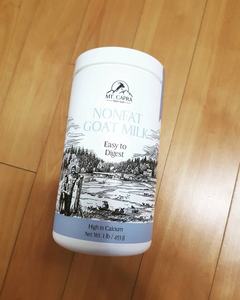 MT. CAPRA
NONFAT
GOAT MILK
Easy to
Digest
High in Calcium
Net Wt. 1 lb / 453 g